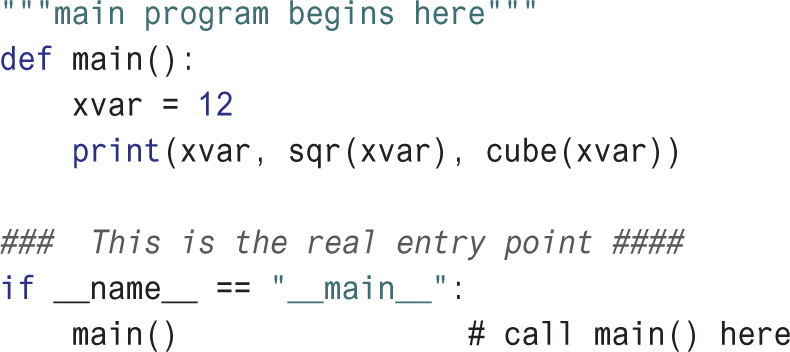 """main program begins here"""
def main():
    xvar = 12
    print(xvar, sqr(xvar), cube(xvar))
###  This is the real entry point ####
if __name__ == "__main__":
    main()                # call main() here